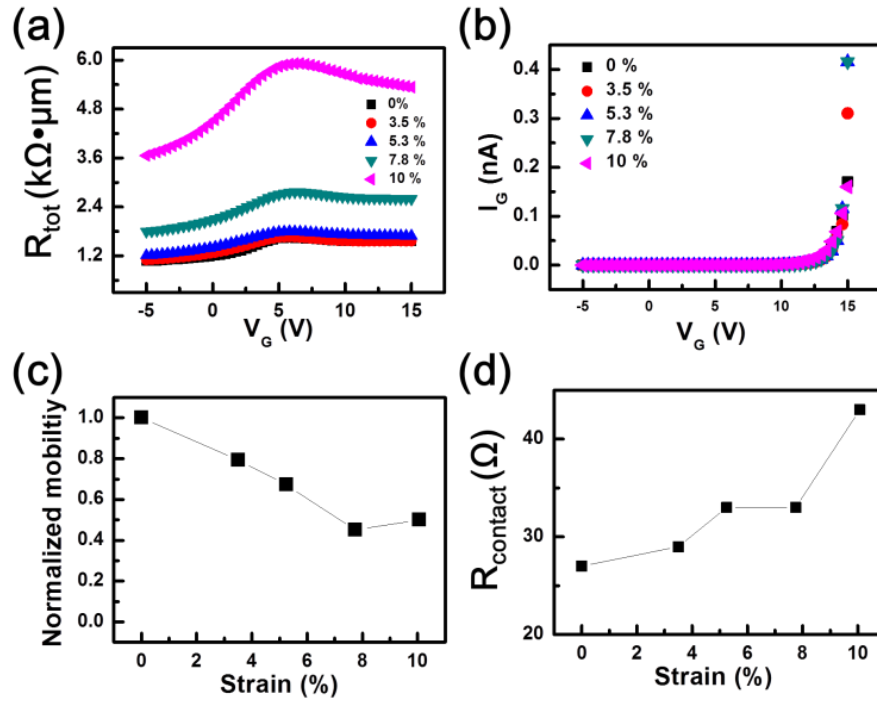 (a)
R_tot (kΩ•μm)
6.0
4.8
3.6
2.4
1.2
0%
3.5 %
5.3 %
7.8 %
10 %
-5 0 5 10 15
V_G (V)
(b)
I_G (nA)
0.4
0.3
0.2
0.1
0.0
0 %
3.5 %
5.3 %
7.8 %
10 %
-5 0 5 10 15
V_G (V)
(c)
Normalized mobiltiy
1.0
0.8
0.6
0.4
0.2
0.0
0 2 4 6 8 10
Strain (%)
(d)
R_contact (Ω)
40
30
20
0 2 4 6 8 10
Strain (%)